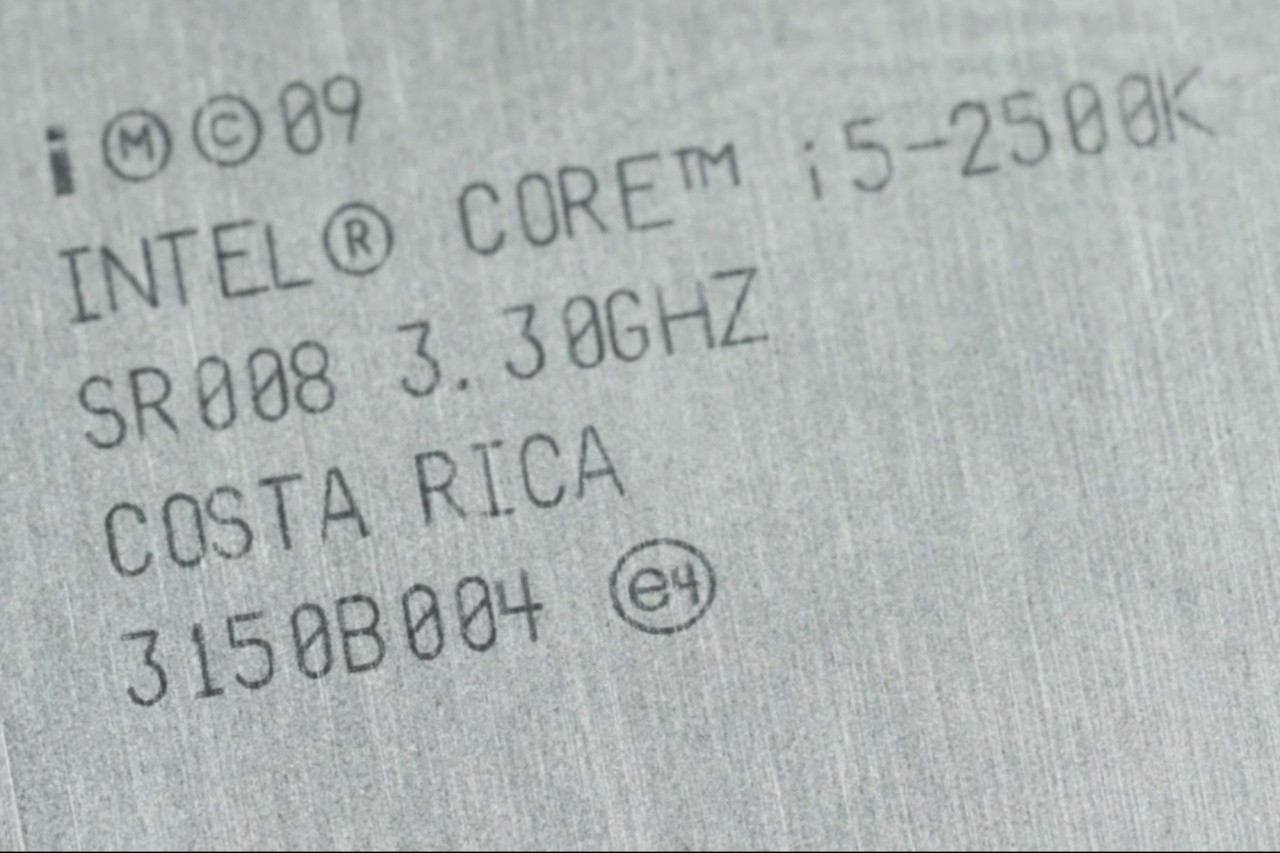 i Ⓜ © 09
INTEL® CORE™ i5-2500K
SR008 3.30GHZ
COSTA RICA
3150B004 e4